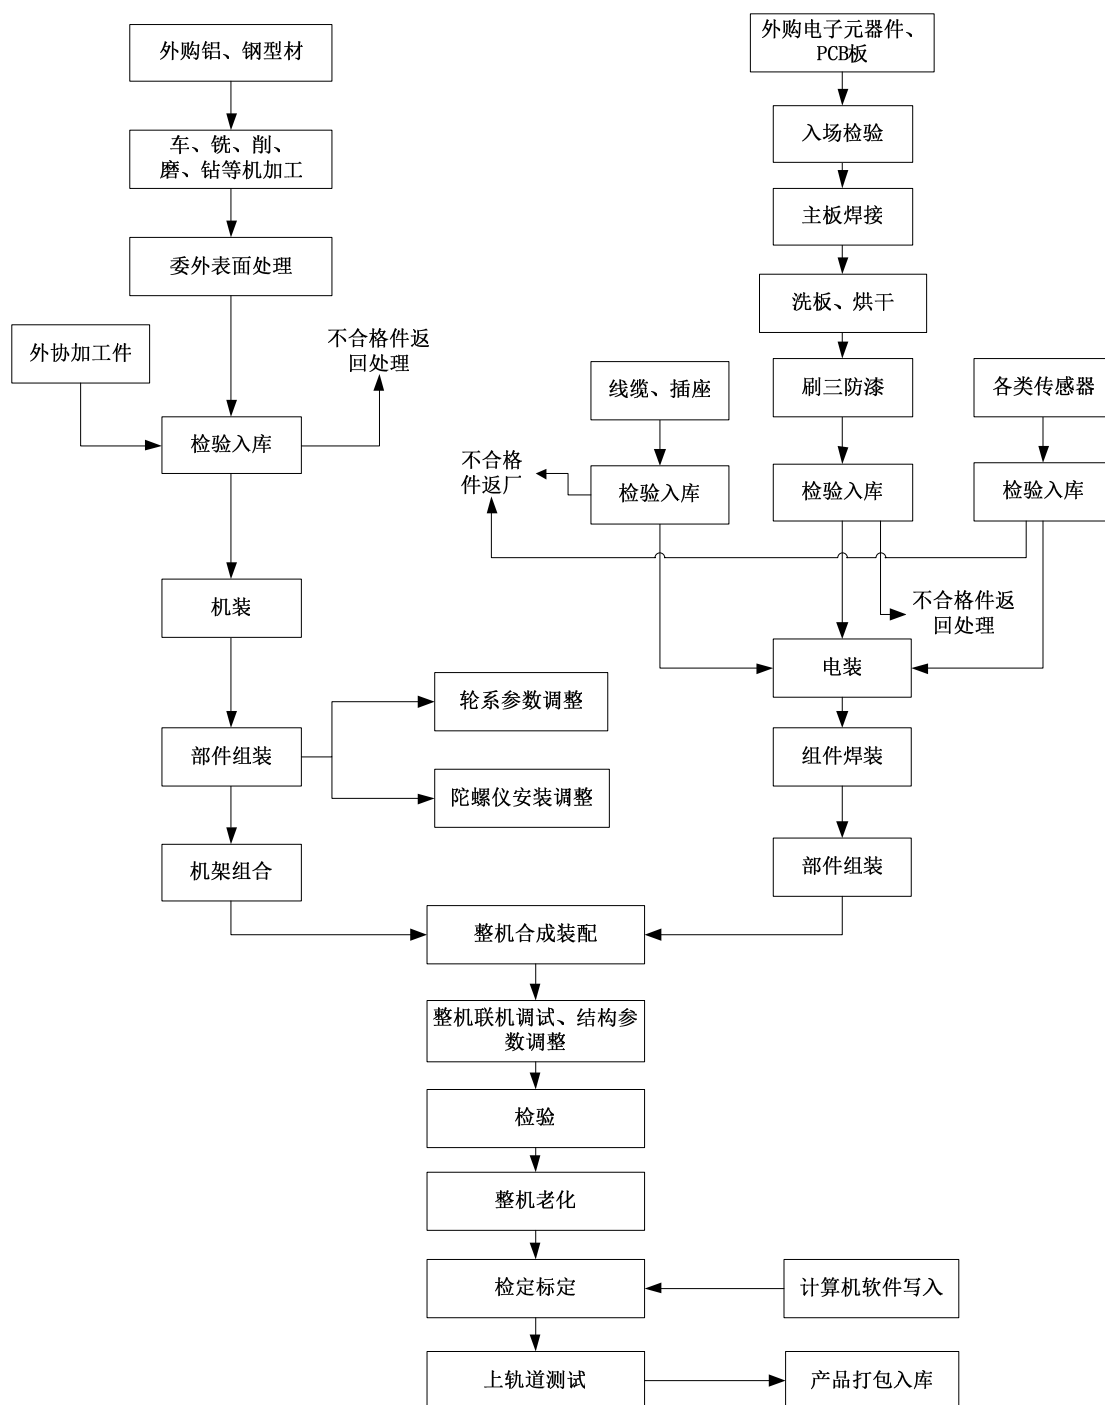 外购铝、钢型材
车、铣、削、
磨、钻等机加工
委外表面处理
外协加工件
不合格件返
回处理
检验入库
机装
部件组装
轮系参数调整
陀螺仪安装调整
机架组合
外购电子元器件、
PCB板
入场检验
主板焊接
洗板、烘干
刷三防漆
线缆、插座
各类传感器
不合格
件返厂
检验入库
检验入库
检验入库
不合格件返
回处理
电装
组件焊装
部件组装
整机合成装配
整机联机调试、结构参
数调整
检验
整机老化
检定标定
计算机软件写入
上轨道测试
产品打包入库